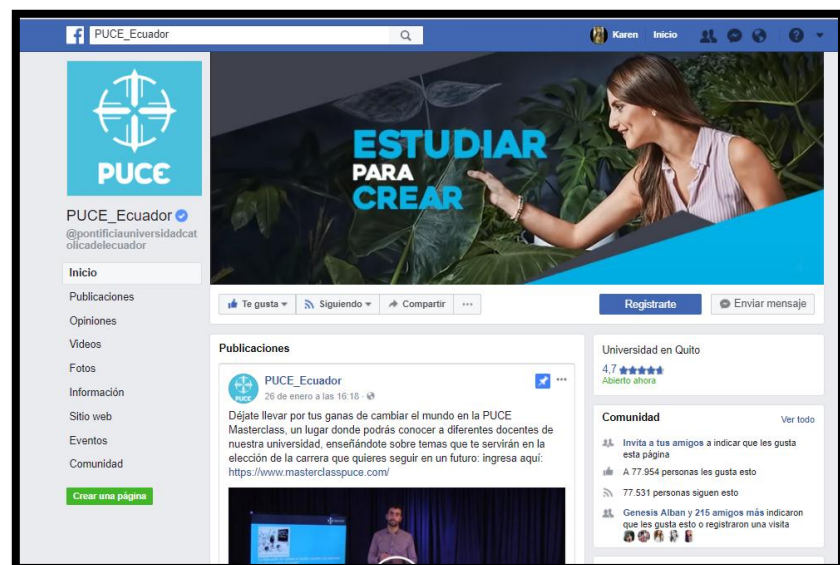 PUCE_Ecuador
Karen
Inicio
PUCE
ESTUDIAR
PARA
CREAR
PUCE_Ecuador
@pontificiauniversidadcat
olicadelecuador
Inicio
Publicaciones
Opiniones
Videos
Fotos
Información
Sitio web
Eventos
Comunidad
Crear una página
Te gusta
Siguiendo
Compartir
Registrarte
Enviar mensaje
Publicaciones
PUCE_Ecuador
26 de enero a las 16:18
Déjate llevar por tus ganas de cambiar el mundo en la PUCE
Masterclass, un lugar donde podrás conocer a diferentes docentes de
nuestra universidad, enseñándote sobre temas que te servirán en la
elección de la carrera que quieres seguir en un futuro: ingresa aquí:
https://www.masterclasspuce.com/
Universidad en Quito
4,7
Abierto ahora
Comunidad
Ver todo
Invita a tus amigos a indicar que les gusta
esta página
A 77.954 personas les gusta esto
77.531 personas siguen esto
Genesis Alban y 215 amigos más indicaron
que les gusta esto o registraron una visita